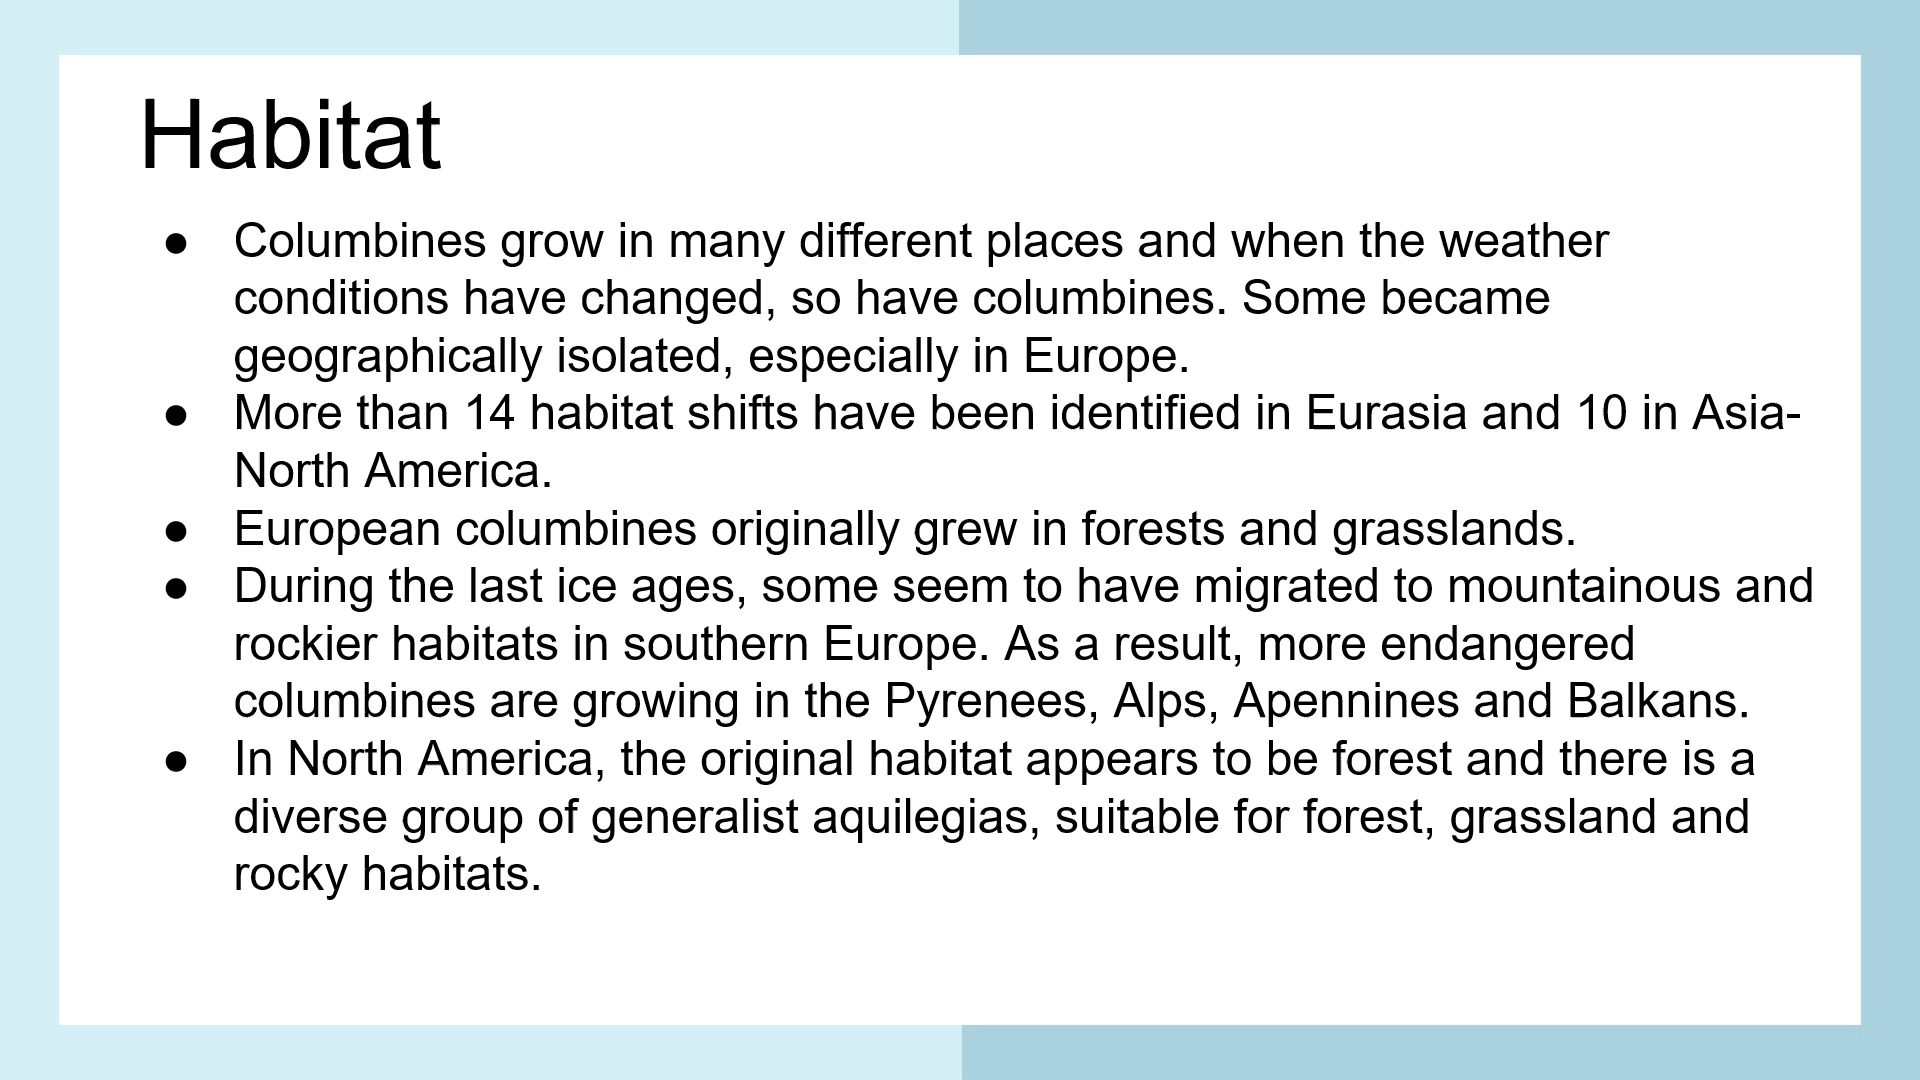 Habitat
● Columbines grow in many different places and when the weather
conditions have changed, so have columbines. Some became
geographically isolated, especially in Europe.
● More than 14 habitat shifts have been identified in Eurasia and 10 in Asia-
North America.
● European columbines originally grew in forests and grasslands.
● During the last ice ages, some seem to have migrated to mountainous and
rockier habitats in southern Europe. As a result, more endangered
columbines are growing in the Pyrenees, Alps, Apennines and Balkans.
● In North America, the original habitat appears to be forest and there is a
diverse group of generalist aquilegias, suitable for forest, grassland and
rocky habitats.